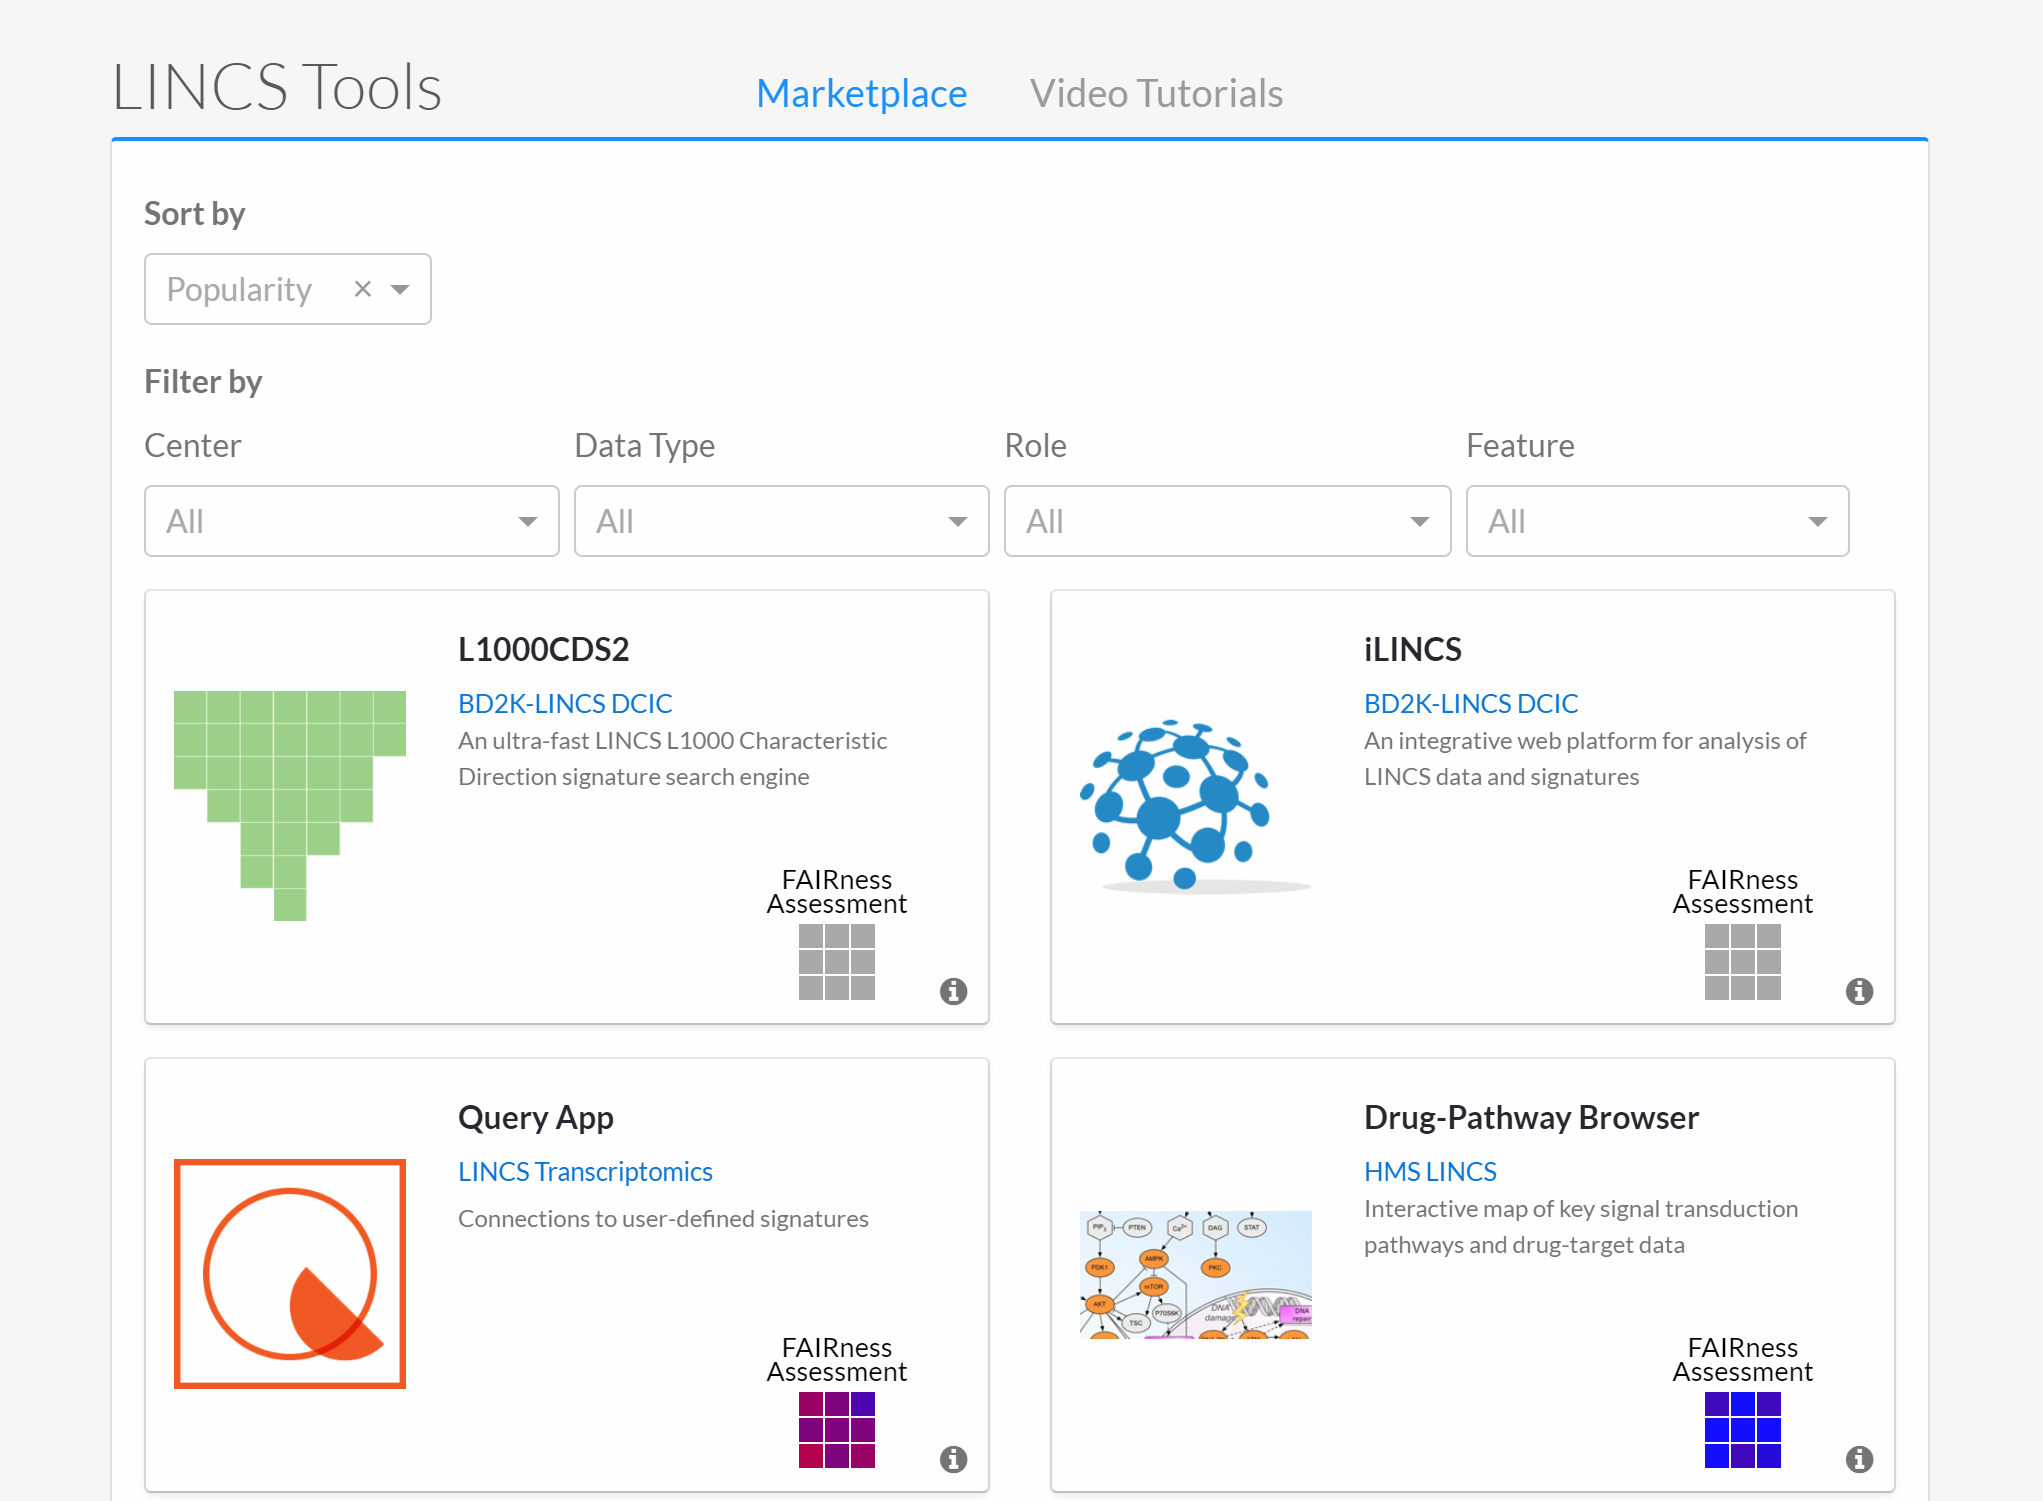 LINCS Tools
Marketplace
Video Tutorials
Sort by
Popularity
Filter by
Center
Data Type
Role
Feature
All
All
All
All
L1000CDS2
BD2K-LINCS DCIC
An ultra-fast LINCS L1000 Characteristic
Direction signature search engine
FAIRness
Assessment
iLINCS
BD2K-LINCS DCIC
An integrative web platform for analysis of
LINCS data and signatures
FAIRness
Assessment
Query App
LINCS Transcriptomics
Connections to user-defined signatures
FAIRness
Assessment
Drug-Pathway Browser
HMS LINCS
Interactive map of key signal transduction
pathways and drug-target data
PIP3
PTEN
Ca2+
DAG
STAT
AMPK
PDK1
PKC
mTOR
AKT
P70S6K
TSC
DNA
damage
DNA
repair
FAIRness
Assessment